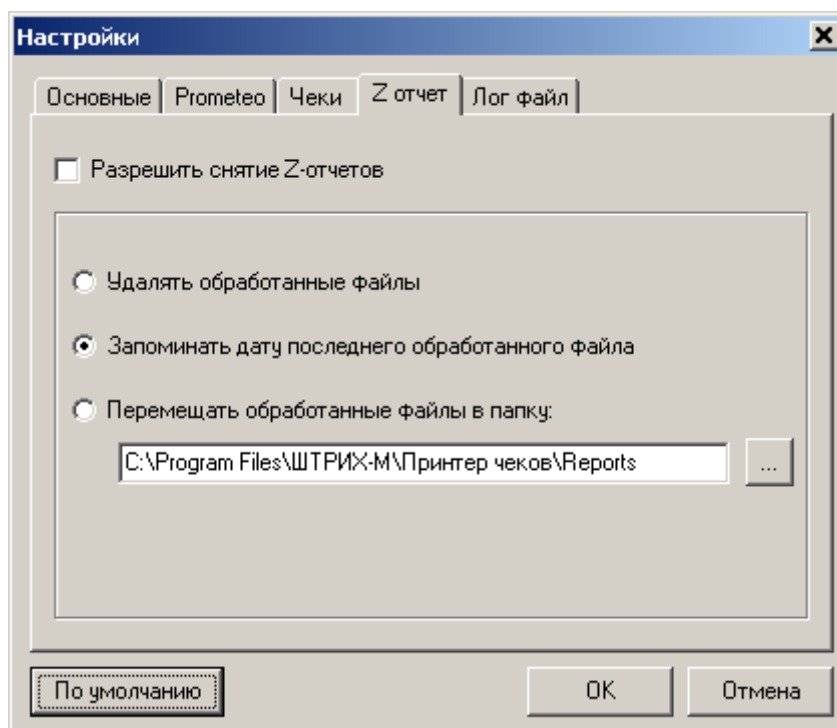 Настройки
Основные Prometeo Чеки Z отчет Лог файл
Разрешить снятие Z-отчетов
Удалять обработанные файлы
Запоминать дату последнего обработанного файла
Перемещать обработанные файлы в папку:
C:\Program Files\ШТРИХ-М\Принтер чеков\Reports ...
По умолчанию OK Отмена